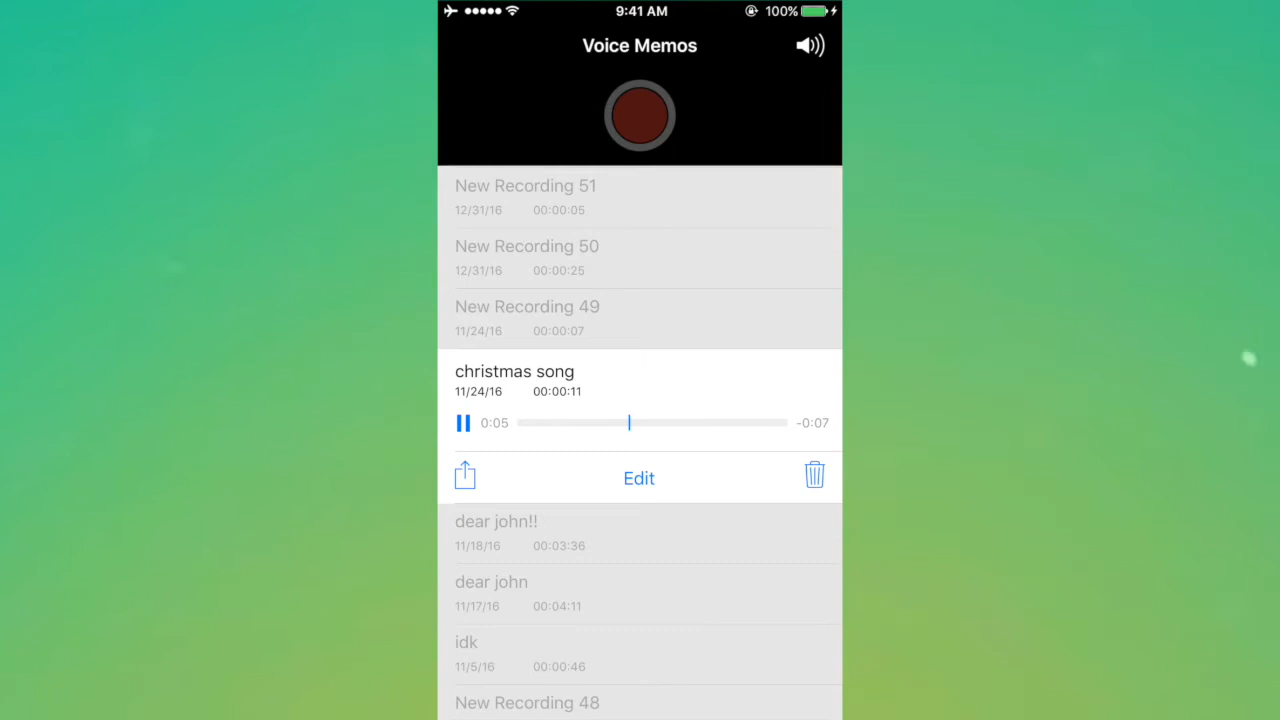 9:41 AM
100%
Voice Memos
New Recording 51
12/31/16 00:00:05
New Recording 50
12/31/16 00:00:25
New Recording 49
11/24/16 00:00:07
christmas song
11/24/16 00:00:11
0:05 -0:07
Edit
dear john!!
11/18/16 00:03:36
dear john
11/17/16 00:04:11
idk
11/5/16 00:00:46
New Recording 48